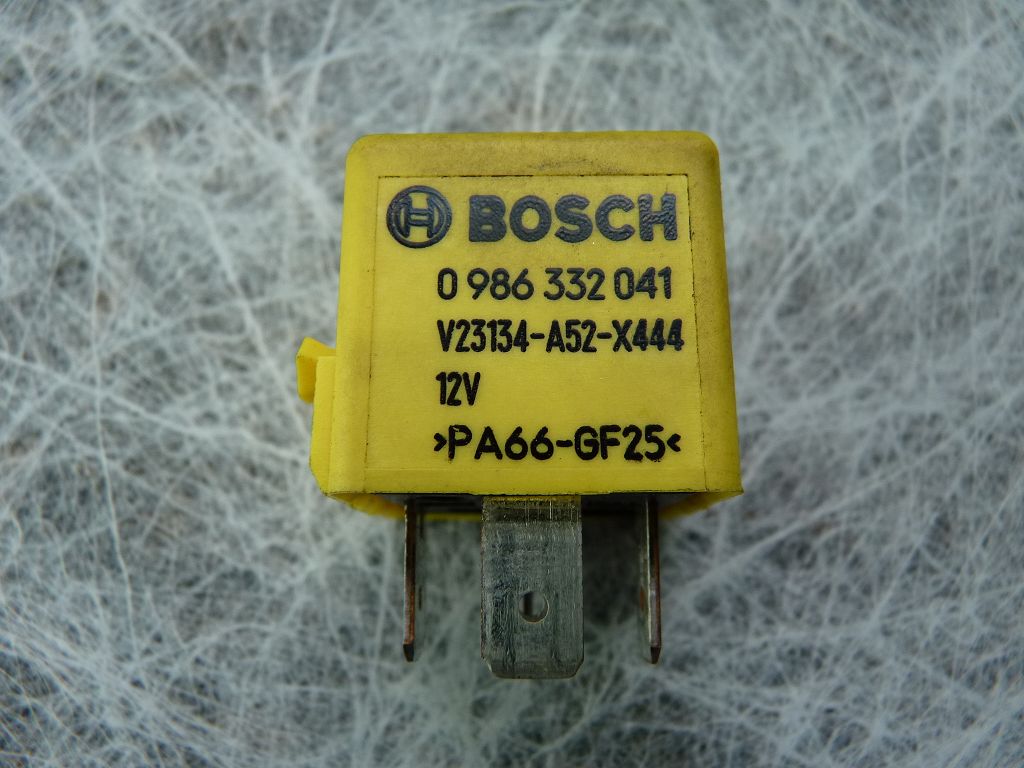 BOSCH
0 986 332 041
V23134-A52-X444
12V
>PA66-GF25<